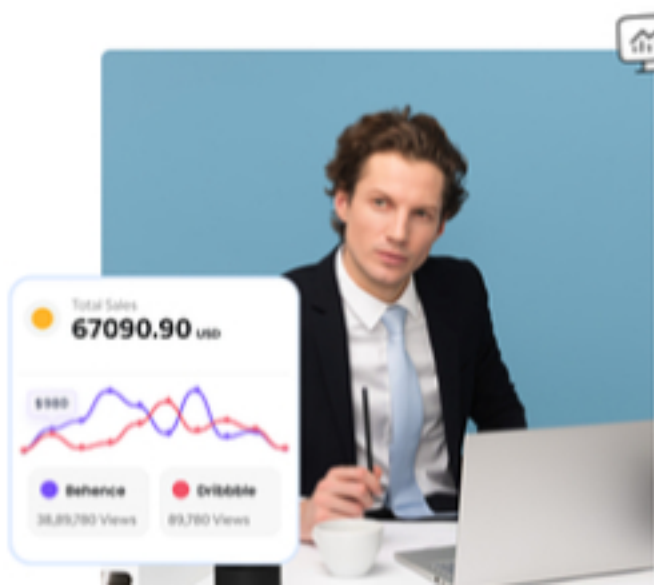 Total Sales
67090.90 USD
$980
Behence
Dribbble
38,89,780 Views
89,780 Views